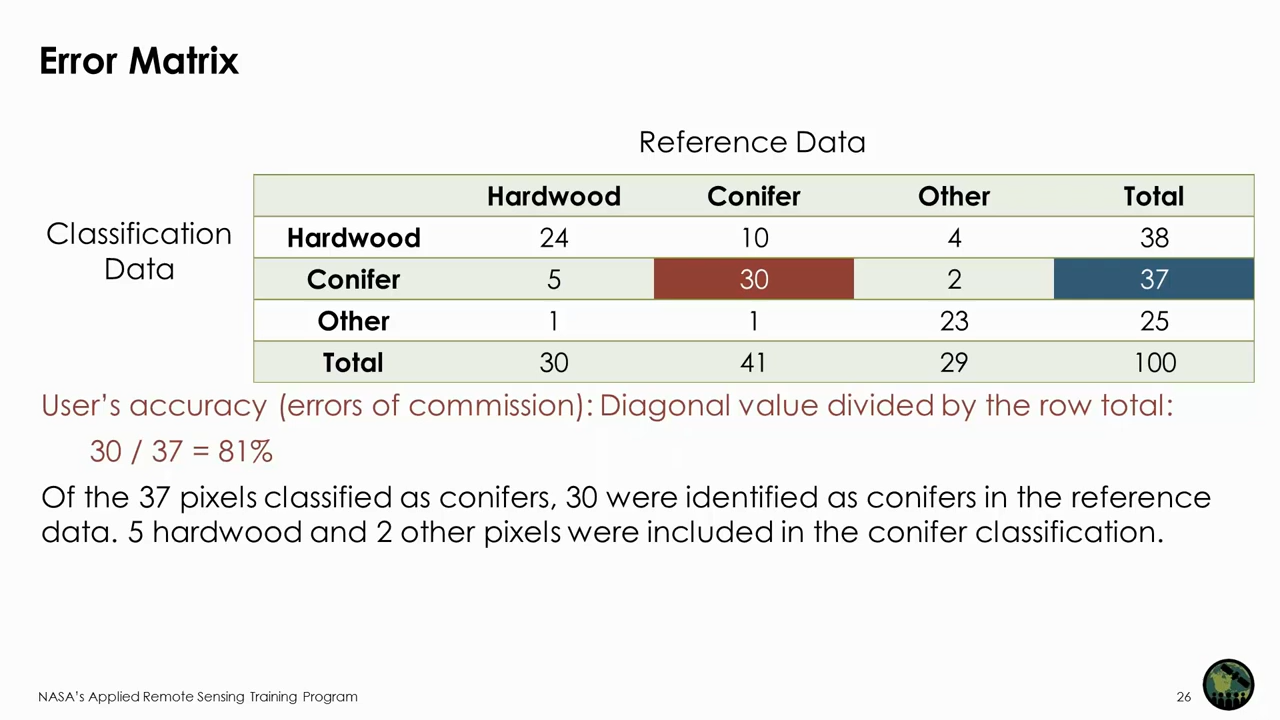 Error Matrix
Reference Data
Classification
Data
Hardwood Conifer Other Total
Hardwood 24 10 4 38
Conifer 5 30 2 37
Other 1 1 23 25
Total 30 41 29 100
User's accuracy (errors of commission): Diagonal value divided by the row total:
30 / 37 = 81%
Of the 37 pixels classified as conifers, 30 were identified as conifers in the reference
data. 5 hardwood and 2 other pixels were included in the conifer classification.
NASA's Applied Remote Sensing Training Program
26